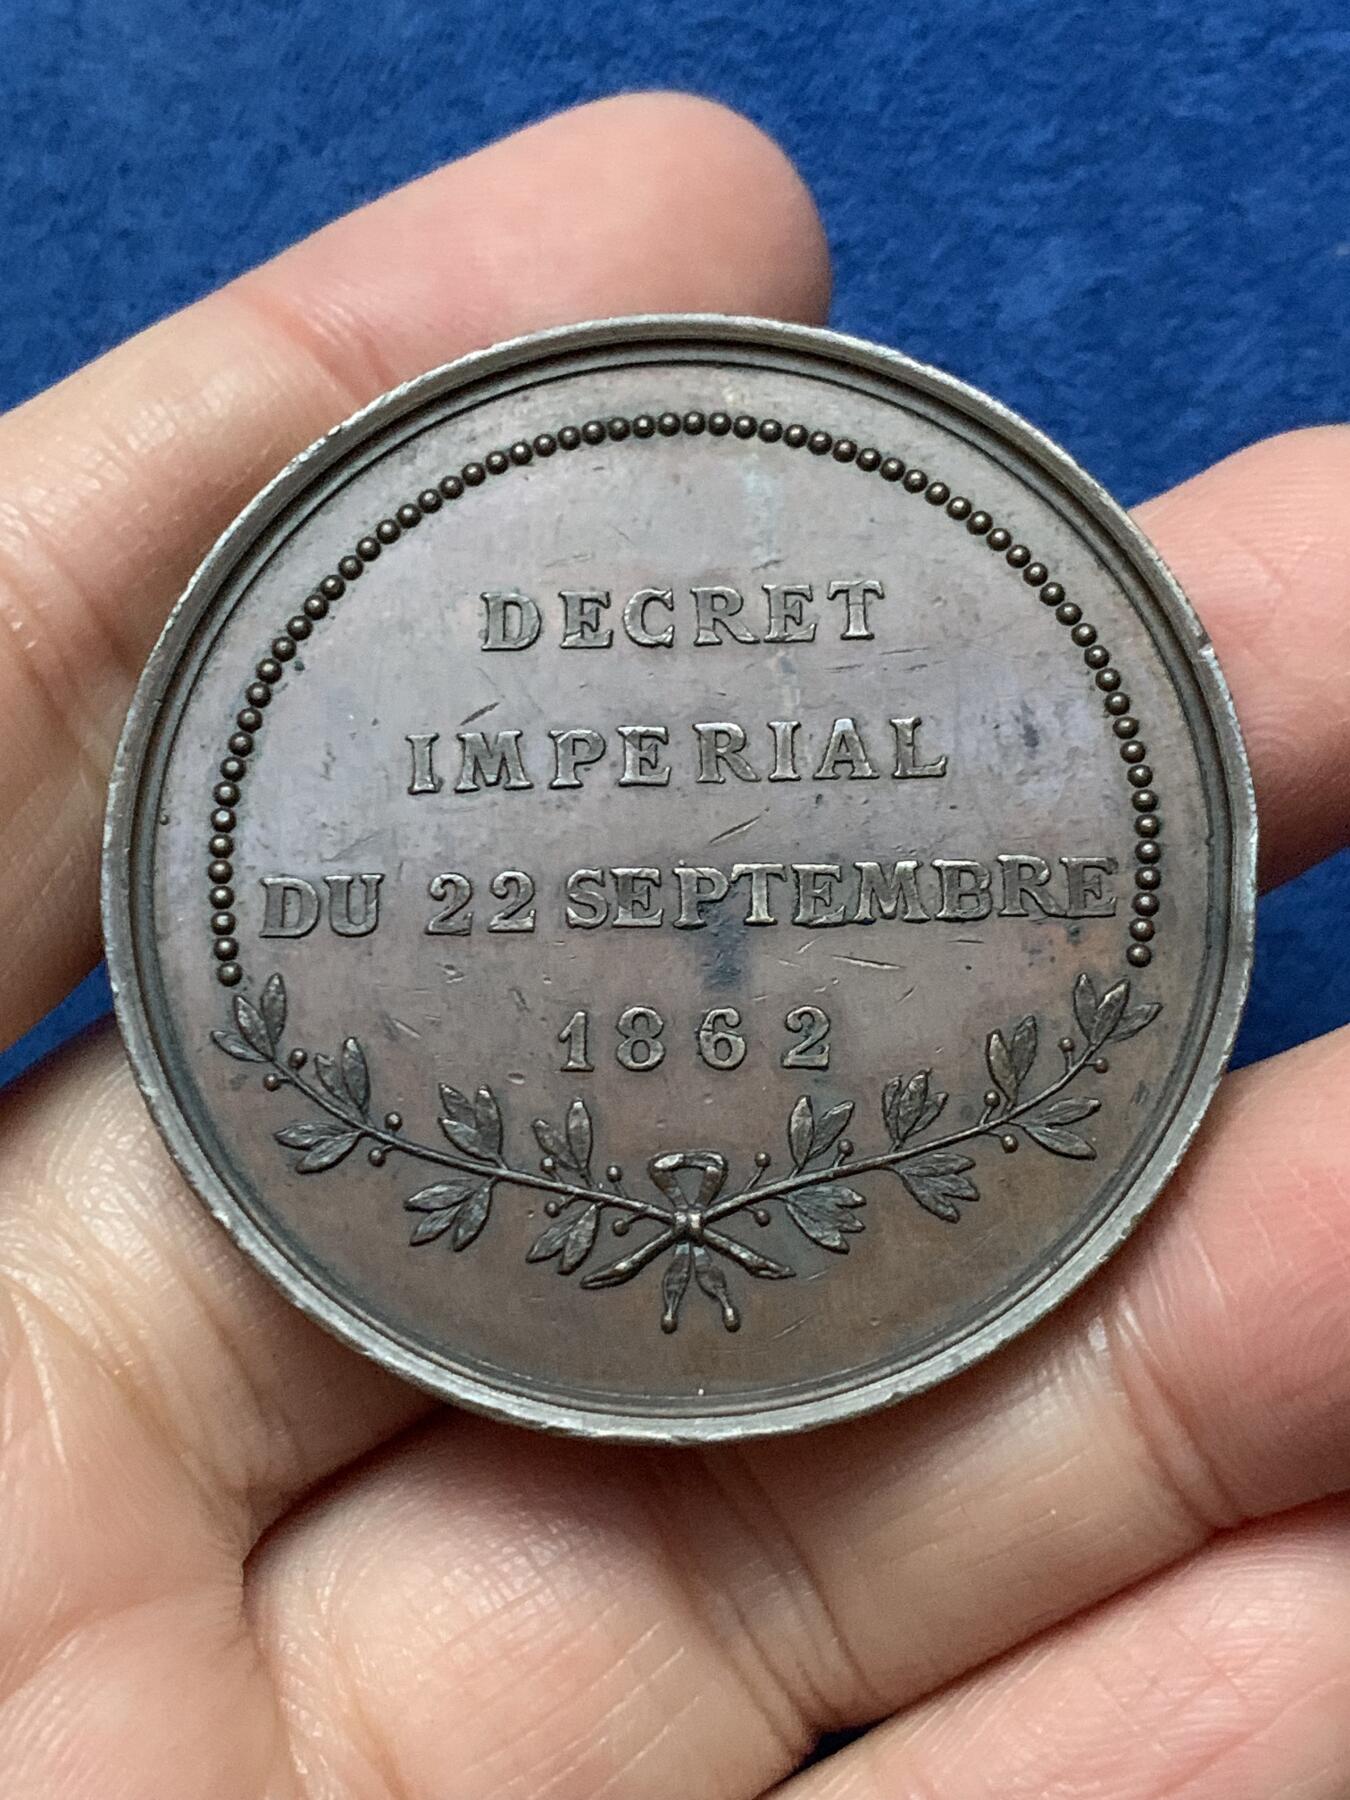 DECRET
IMPERIAL
DU 22 SEPTEMBRE
1862